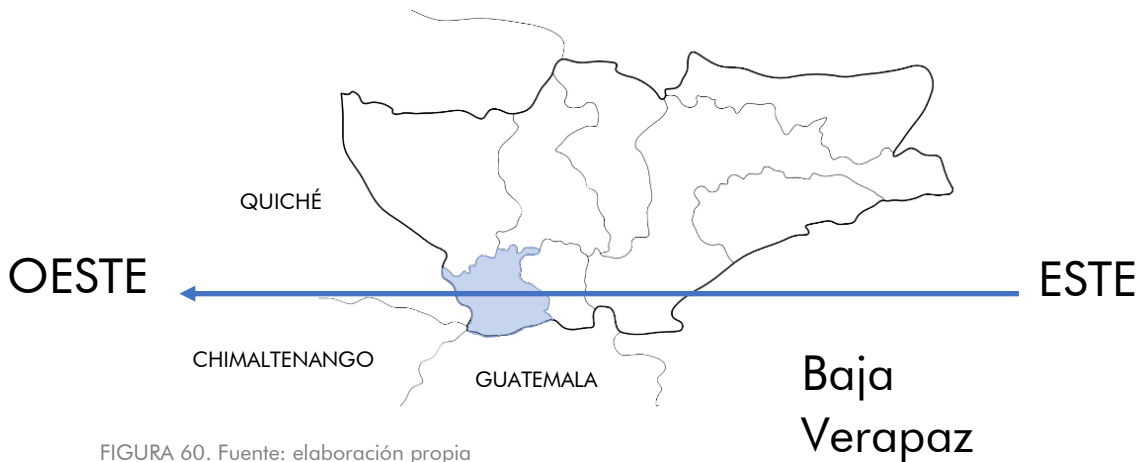 QUICHÉ
OESTE
ESTE
CHIMALTENANGO
GUATEMALA
Baja
Verapaz
FIGURA 60. Fuente: elaboración propia